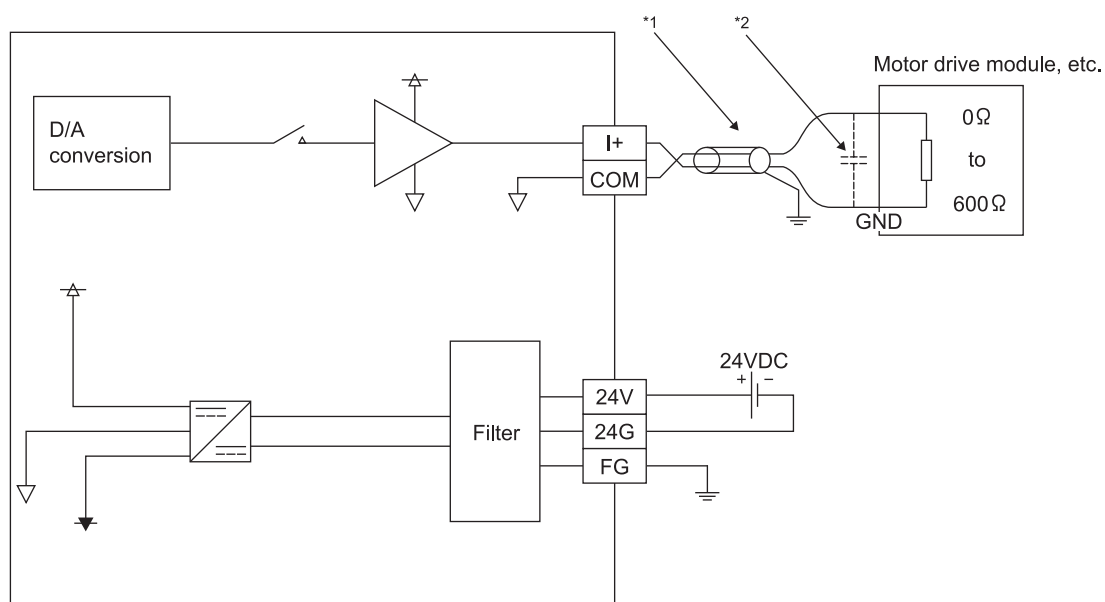 *1
*2
Motor drive module, etc.
D/A
conversion
I+
COM
0Ω
to
600Ω
GND
24VDC
+ −
Filter
24V
24G
FG